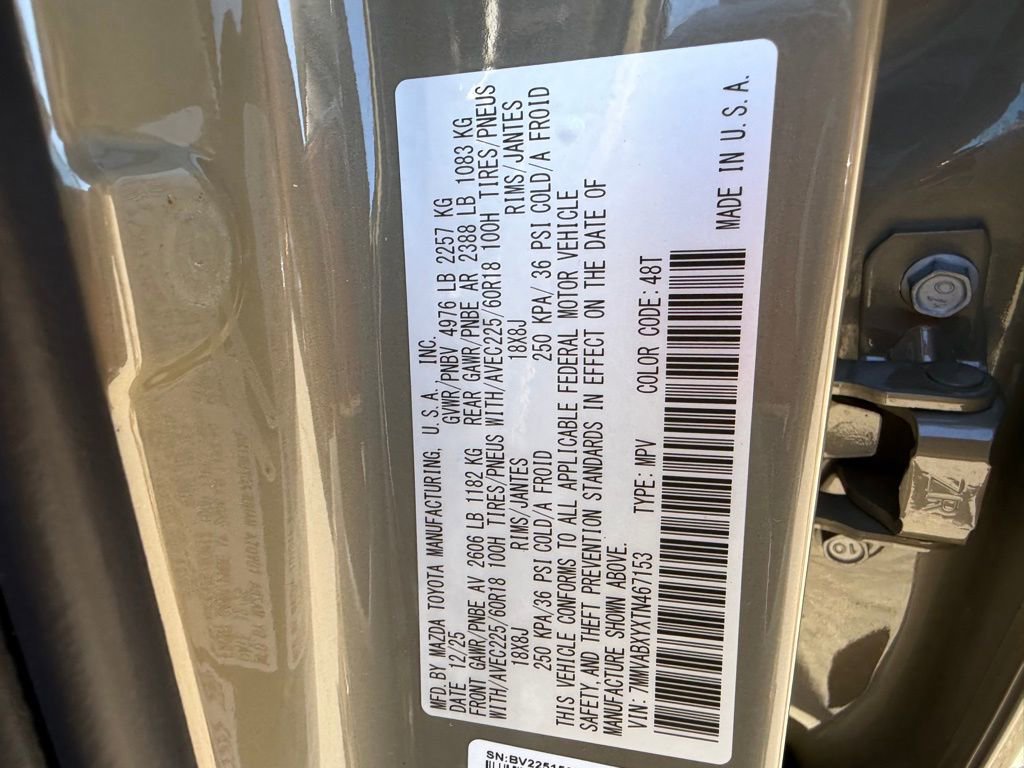 MFD. BY MAZDA TOYOTA MANUFACTURING, U.S.A. INC.
DATE 12/25 GVWR/PNBV 4976 LB 2257 KG
FRONT GAWR/PNBE AV 2606 LB 1182 KG REAR GAWR/PNBE AR 2388 LB 1083 KG
WITH/AVEC225/60R18 100H TIRES/PNEUS WITH/AVEC225/60R18 100H TIRES/PNEUS
18X8J RIMS/JANTES 18X8J RIMS/JANTES
250 KPA/36 PSI COLD/A FROID 250 KPA/ 36 PSI COLD/A FROID
THIS VEHICLE CONFORMS TO ALL APPLICABLE FEDERAL MOTOR VEHICLE
SAFETY, AND THEFT PREVENTION STANDARDS IN EFFECT ON THE DATE OF
MANUFACTURE SHOWN ABOVE.
VIN: 7MMVABXYXTN467153 TYPE: MPV COLOR CODE:48T
MADE IN U.S.A.
ZR